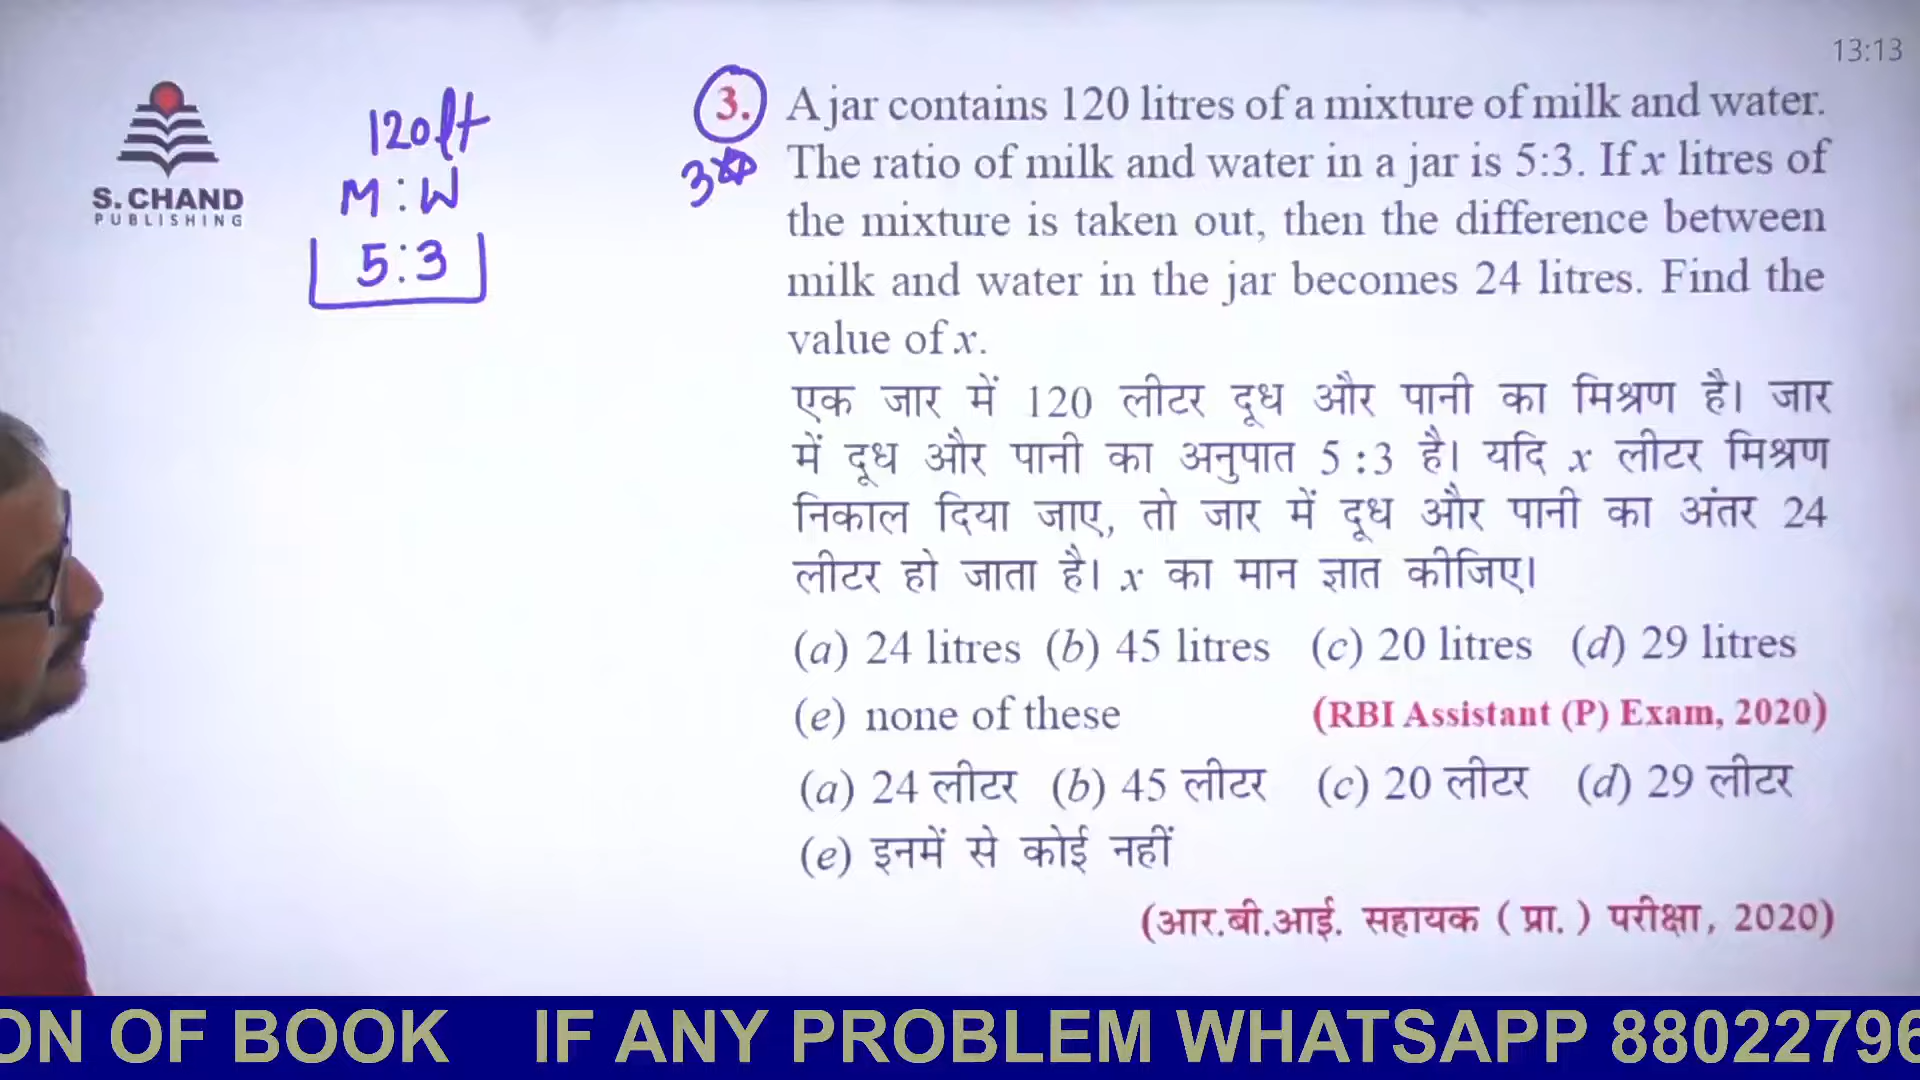 13:13
S. CHAND
PUBLISHING
120lt
M : W
5:3
3. A jar contains 120 litres of a mixture of milk and water.
3☆ The ratio of milk and water in a jar is 5:3. If x litres of
the mixture is taken out, then the difference between
milk and water in the jar becomes 24 litres. Find the
value of x.
एक जार में 120 लीटर दूध और पानी का मिश्रण है। जार
में दूध और पानी का अनुपात 5:3 है। यदि x लीटर मिश्रण
निकाल दिया जाए, तो जार में दूध और पानी का अंतर 24
लीटर हो जाता है। x का मान ज्ञात कीजिए।
(a) 24 litres (b) 45 litres (c) 20 litres (d) 29 litres
(e) none of these (RBI Assistant (P) Exam, 2020)
(a) 24 लीटर (b) 45 लीटर (c) 20 लीटर (d) 29 लीटर
(e) इनमें से कोई नहीं
(आर.बी.आई. सहायक (प्रा.) परीक्षा, 2020)
ON OF BOOK IF ANY PROBLEM WHATSAPP 88022796